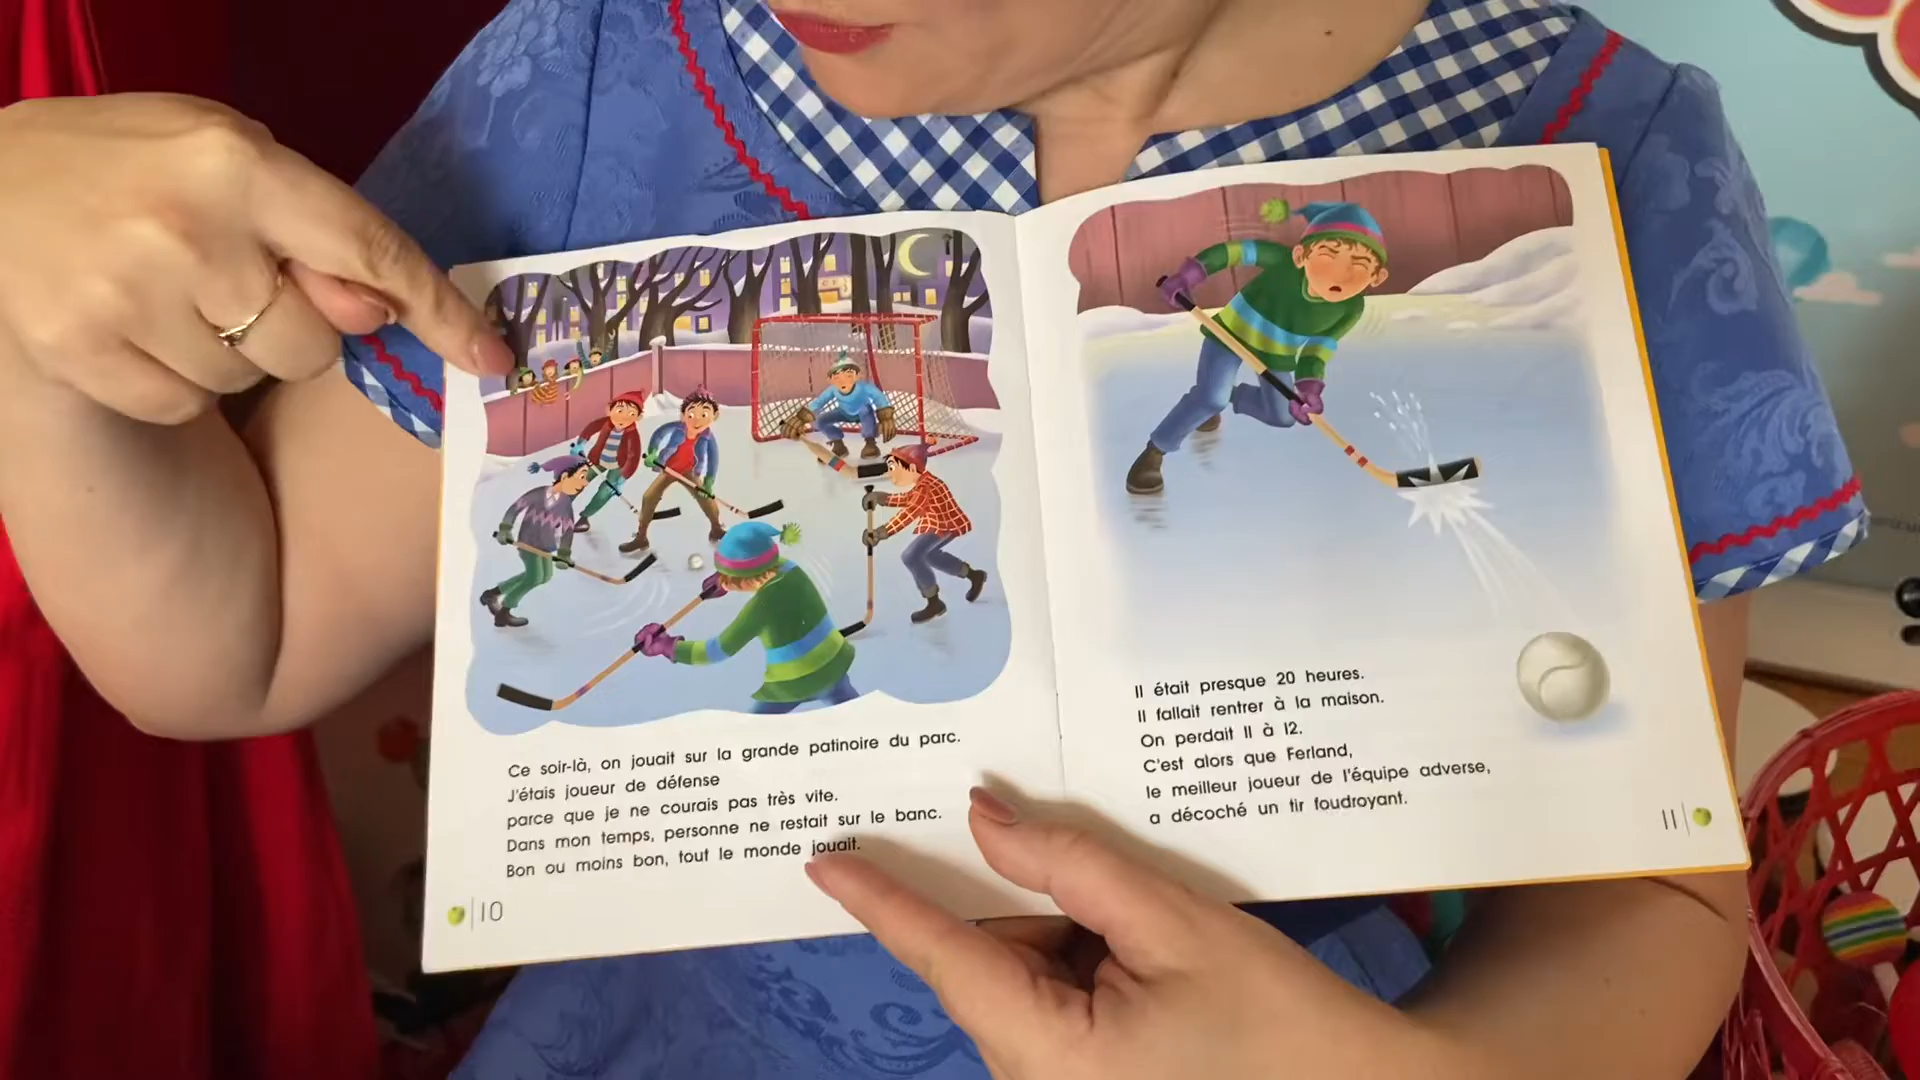 Ce soir-là, on jouait sur la grande patinoire du parc.
J'étais joueur de défense
parce que je ne courais pas très vite.
Dans mon temps, personne ne restait sur le banc.
Bon ou moins bon, tout le monde jouait.
10
Il était presque 20 heures.
Il fallait rentrer à la maison.
On perdait 11 à 12.
C'est alors que Ferland,
le meilleur joueur de l'équipe adverse,
a décoché un tir foudroyant.
11